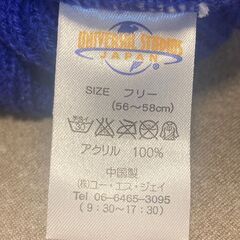 UNIVERSAL STUDIOS
JAPAN
SIZE フリー
(56～58cm)
アクリル 100%
中国製
(株)ユー・エス・ジェイ
Tel 06-6465-3095
(9:30～17:30)